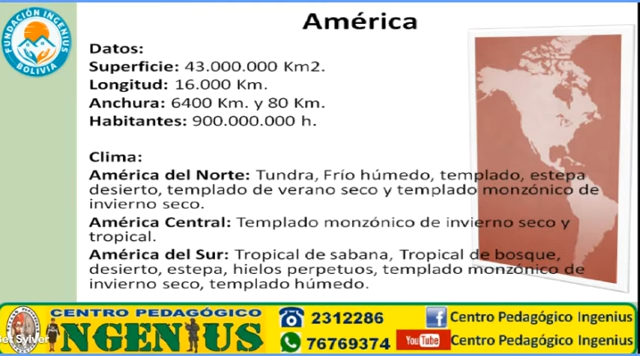 FUNDACIÓN INGENIUS
BOLIVIA
América
Datos:
Superficie: 43.000.000 Km2.
Longitud: 16.000 Km.
Anchura: 6400 Km. y 80 Km.
Habitantes: 900.000.000 h.
Clima:
América del Norte: Tundra, Frío húmedo, templado, estepa
desierto, templado de verano seco y templado monzónico de
invierno seco.
América Central: Templado monzónico de invierno seco y
tropical.
América del Sur: Tropical de sabana, Tropical de bosque,
desierto, estepa, hielos perpetuos, templado monzónico de
invierno seco, templado húmedo.
CENTRO PEDAGÓGICO
INGENIUS
2312286
76769374
Centro Pedagógico Ingenius
YouTube Centro Pedagógico Ingenius